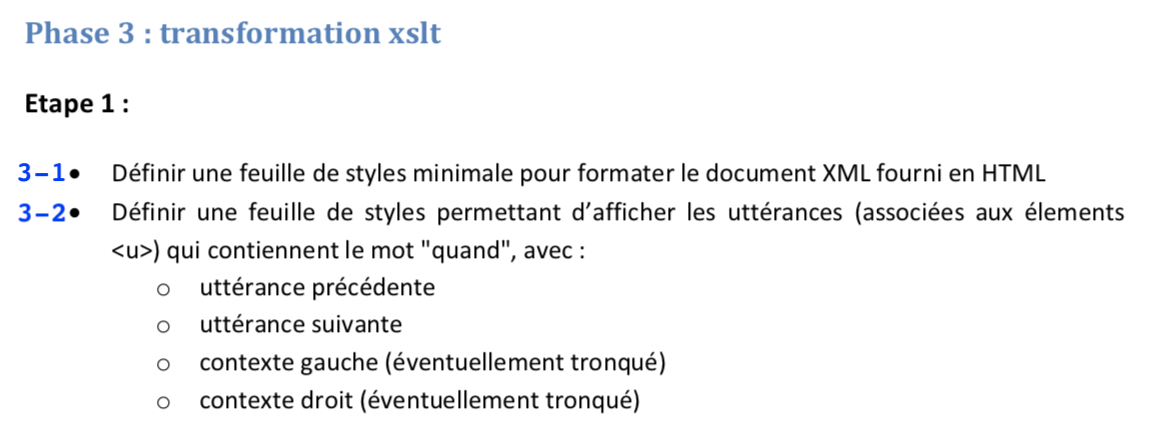 Phase 3 : transformation xslt
Etape 1 :
3-1• Définir une feuille de styles minimale pour formater le document XML fourni en HTML
3-2• Définir une feuille de styles permettant d’afficher les uttérances (associées aux élements
<u>) qui contiennent le mot "quand", avec :
o uttérance précédente
o uttérance suivante
o contexte gauche (éventuellement tronqué)
o contexte droit (éventuellement tronqué)